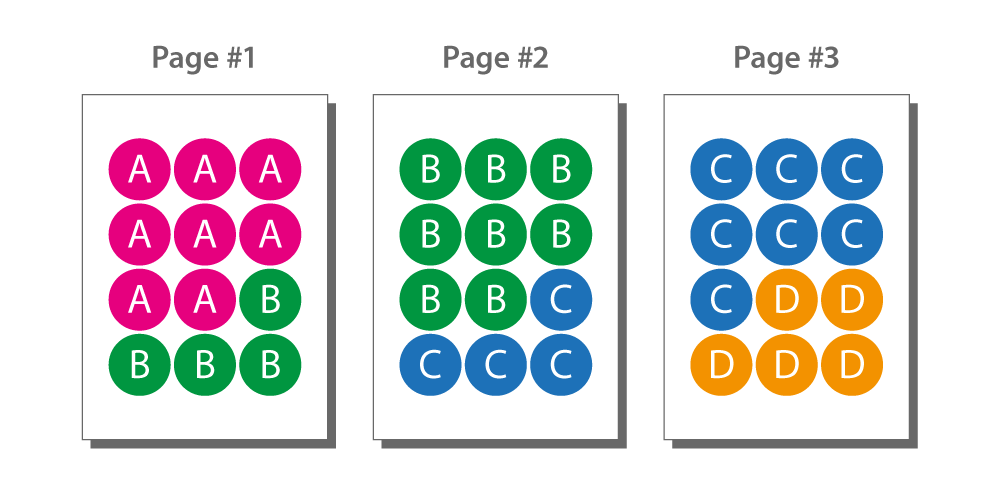 Page #1
A A A
A A A
A A B
B B B
Page #2
B B B
B B B
B B C
C C C
Page #3
C C C
C C C
C D D
D D D